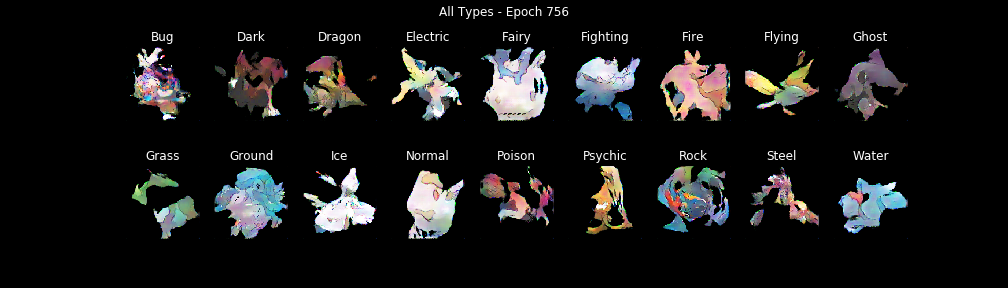 All Types - Epoch 756
Bug Dark Dragon Electric Fairy Fighting Fire Flying Ghost
Grass Ground Ice Normal Poison Psychic Rock Steel Water